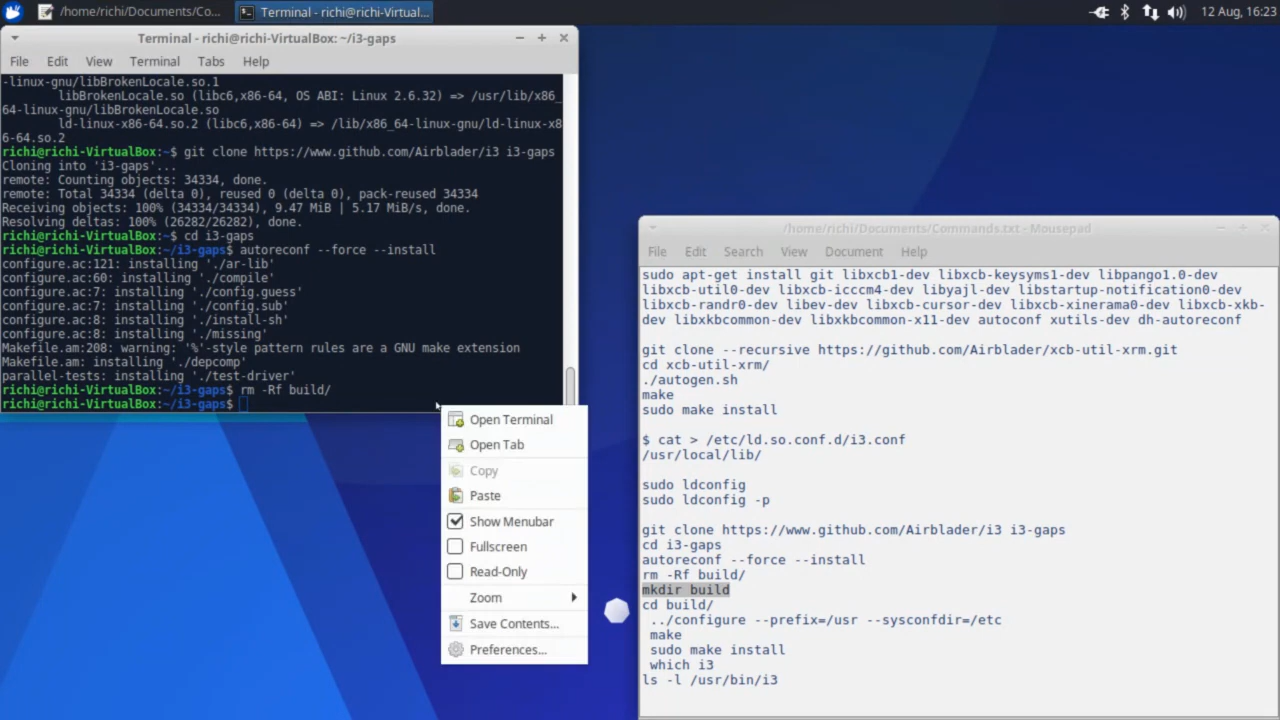 /home/richi/Documents/Co...
Terminal - richi@richi-Virtual...
12 Aug, 16:23
Terminal - richi@richi-VirtualBox: ~/i3-gaps
File Edit View Terminal Tabs Help
-linux-gnu/libBrokenLocale.so.1
libBrokenLocale.so (libc6,x86-64, OS ABI: Linux 2.6.32) => /usr/lib/x86_
64-linux-gnu/libBrokenLocale.so
ld-linux-x86-64.so.2 (libc6,x86-64) => /lib/x86_64-linux-gnu/ld-linux-x8
6-64.so.2
richi@richi-VirtualBox:~$ git clone https://www.github.com/Airblader/i3 i3-gaps
Cloning into 'i3-gaps'...
remote: Counting objects: 34334, done.
remote: Total 34334 (delta 0), reused 0 (delta 0), pack-reused 34334
Receiving objects: 100% (34334/34334), 9.47 MiB | 5.17 MiB/s, done.
Resolving deltas: 100% (26282/26282), done.
richi@richi-VirtualBox:~$ cd i3-gaps
richi@richi-VirtualBox:~/i3-gaps$ autoreconf --force --install
configure.ac:121: installing './ar-lib'
configure.ac:60: installing './compile'
configure.ac:7: installing './config.guess'
configure.ac:7: installing './config.sub'
configure.ac:8: installing './install-sh'
configure.ac:8: installing './missing'
Makefile.am:208: warning: '%'-style pattern rules are a GNU make extension
Makefile.am: installing './depcomp'
parallel-tests: installing './test-driver'
richi@richi-VirtualBox:~/i3-gaps$ rm -Rf build/
richi@richi-VirtualBox:~/i3-gaps$
Open Terminal
Open Tab
Copy
Paste
Show Menubar
Fullscreen
Read-Only
Zoom
Save Contents...
Preferences...
/home/richi/Documents/Commands.txt - Mousepad
File Edit Search View Document Help
sudo apt-get install git libxcb1-dev libxcb-keysyms1-dev libpango1.0-dev
libxcb-util0-dev libxcb-icccm4-dev libyajl-dev libstartup-notification0-dev
libxcb-randr0-dev libev-dev libxcb-cursor-dev libxcb-xinerama0-dev libxcb-xkb-
dev libxkbcommon-dev libxkbcommon-x11-dev autoconf xutils-dev dh-autoreconf
git clone --recursive https://github.com/Airblader/xcb-util-xrm.git
cd xcb-util-xrm/
./autogen.sh
make
sudo make install
$ cat > /etc/ld.so.conf.d/i3.conf
/usr/local/lib/
sudo ldconfig
sudo ldconfig -p
git clone https://www.github.com/Airblader/i3 i3-gaps
cd i3-gaps
autoreconf --force --install
rm -Rf build/
mkdir build
cd build/
../configure --prefix=/usr --sysconfdir=/etc
make
sudo make install
which i3
ls -l /usr/bin/i3